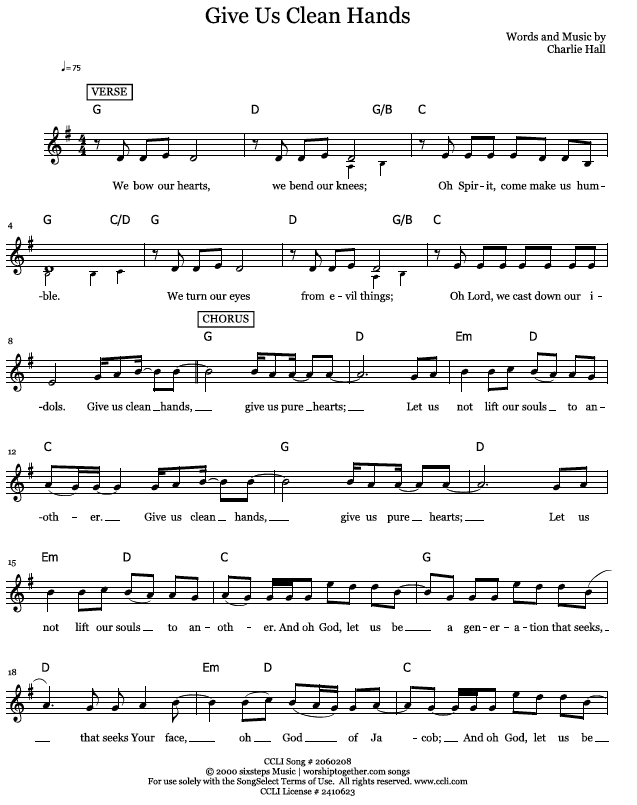 Give Us Clean Hands
Words and Music by
Charlie Hall
♩=75
VERSE
G D G/B C
4
4
We bow our hearts, we bend our knees; Oh Spir-it, come make us hum-
4
G C/D G D G/B C
-ble. We turn our eyes from e-vil things; Oh Lord, we cast down our i-
CHORUS
8
G D Em D
-dols. Give us clean hands, give us pure hearts; Let us not lift our souls to an-
12
C G D
-oth-er. Give us clean hands, give us pure hearts; Let us
15
Em D C G
not lift our souls to an-oth-er. And oh God, let us be a gen-er-a-tion that seeks,
18
D Em D C
that seeks Your face, oh God of Ja-cob; And oh God, let us be
CCLI Song # 2060208
© 2000 sixsteps Music | worshiptogether.com songs
For use solely with the SongSelect Terms of Use. All rights reserved. www.ccli.com
CCLI License # 2410623